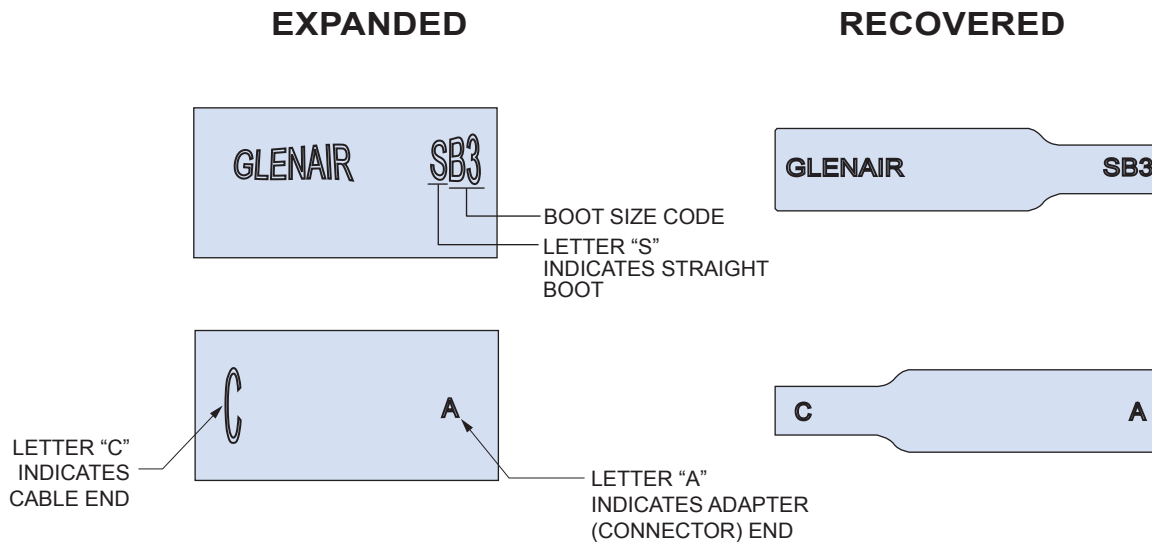 EXPANDED
RECOVERED
GLENAIR SB3
GLENAIR SB3
BOOT SIZE CODE
LETTER “S”
INDICATES STRAIGHT
BOOT
C A
C A
LETTER “C”
INDICATES
CABLE END
LETTER “A”
INDICATES ADAPTER
(CONNECTOR) END